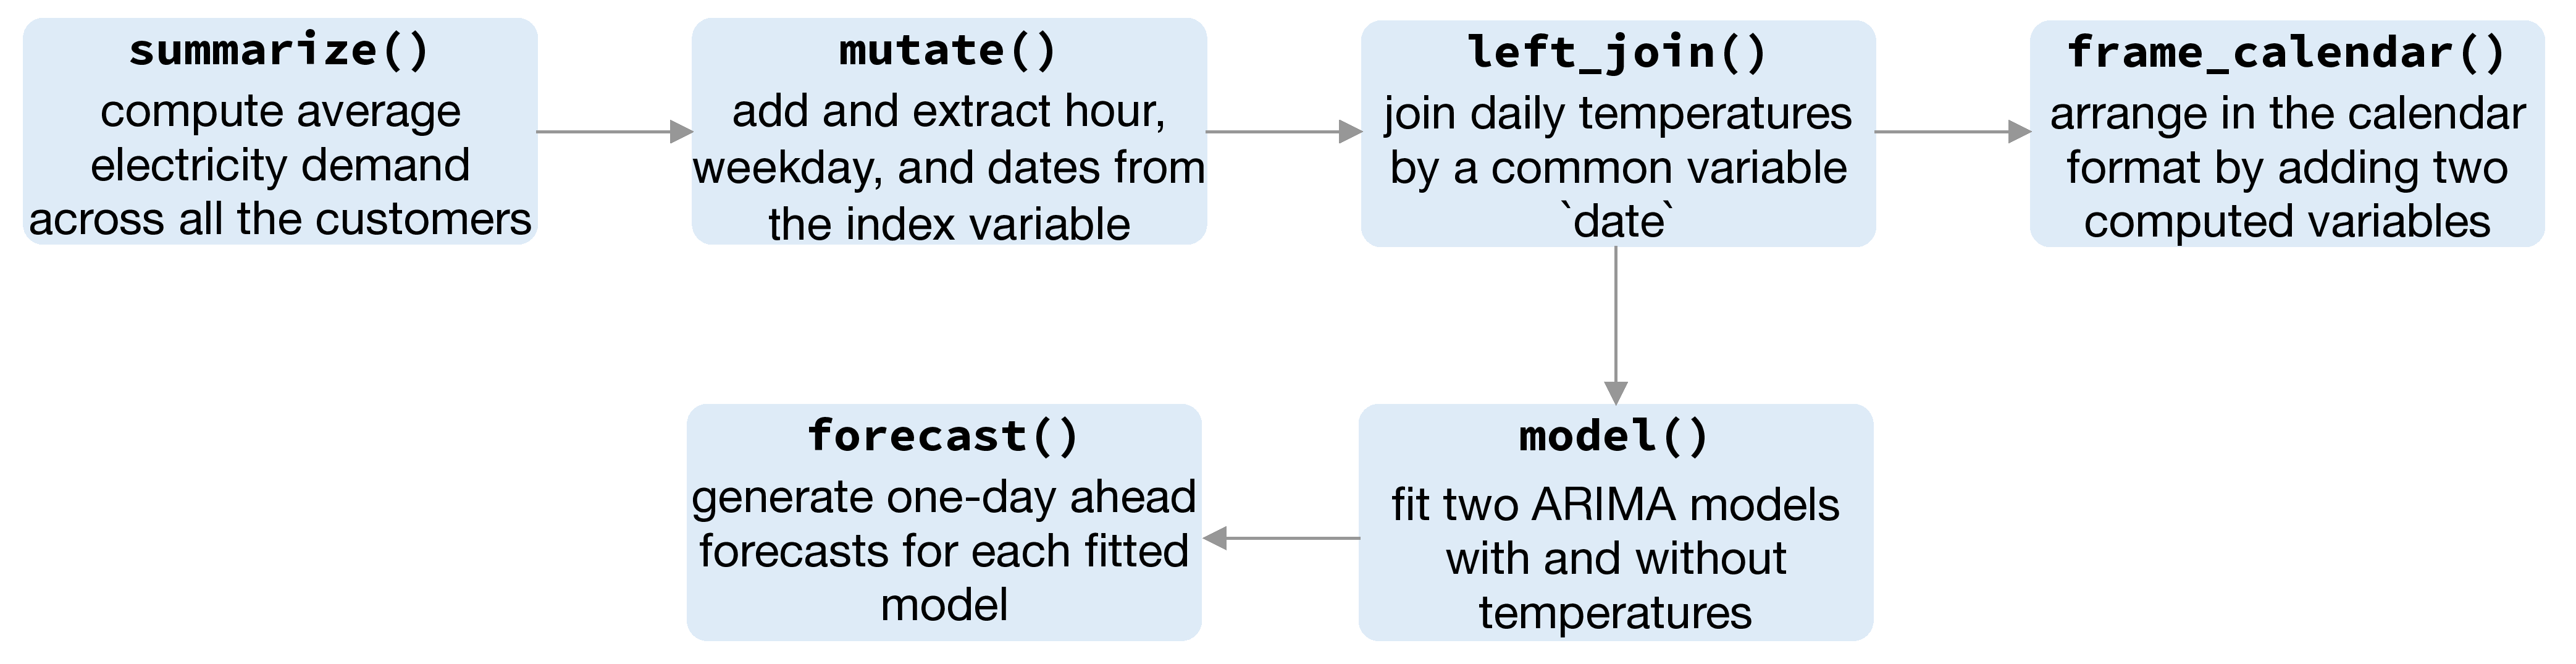 summarize()
compute average
electricity demand
across all the customers
mutate()
add and extract hour,
weekday, and dates from
the index variable
left_join()
join daily temperatures
by a common variable
`date`
frame_calendar()
arrange in the calendar
format by adding two
computed variables
forecast()
generate one-day ahead
forecasts for each fitted
model
model()
fit two ARIMA models
with and without
temperatures